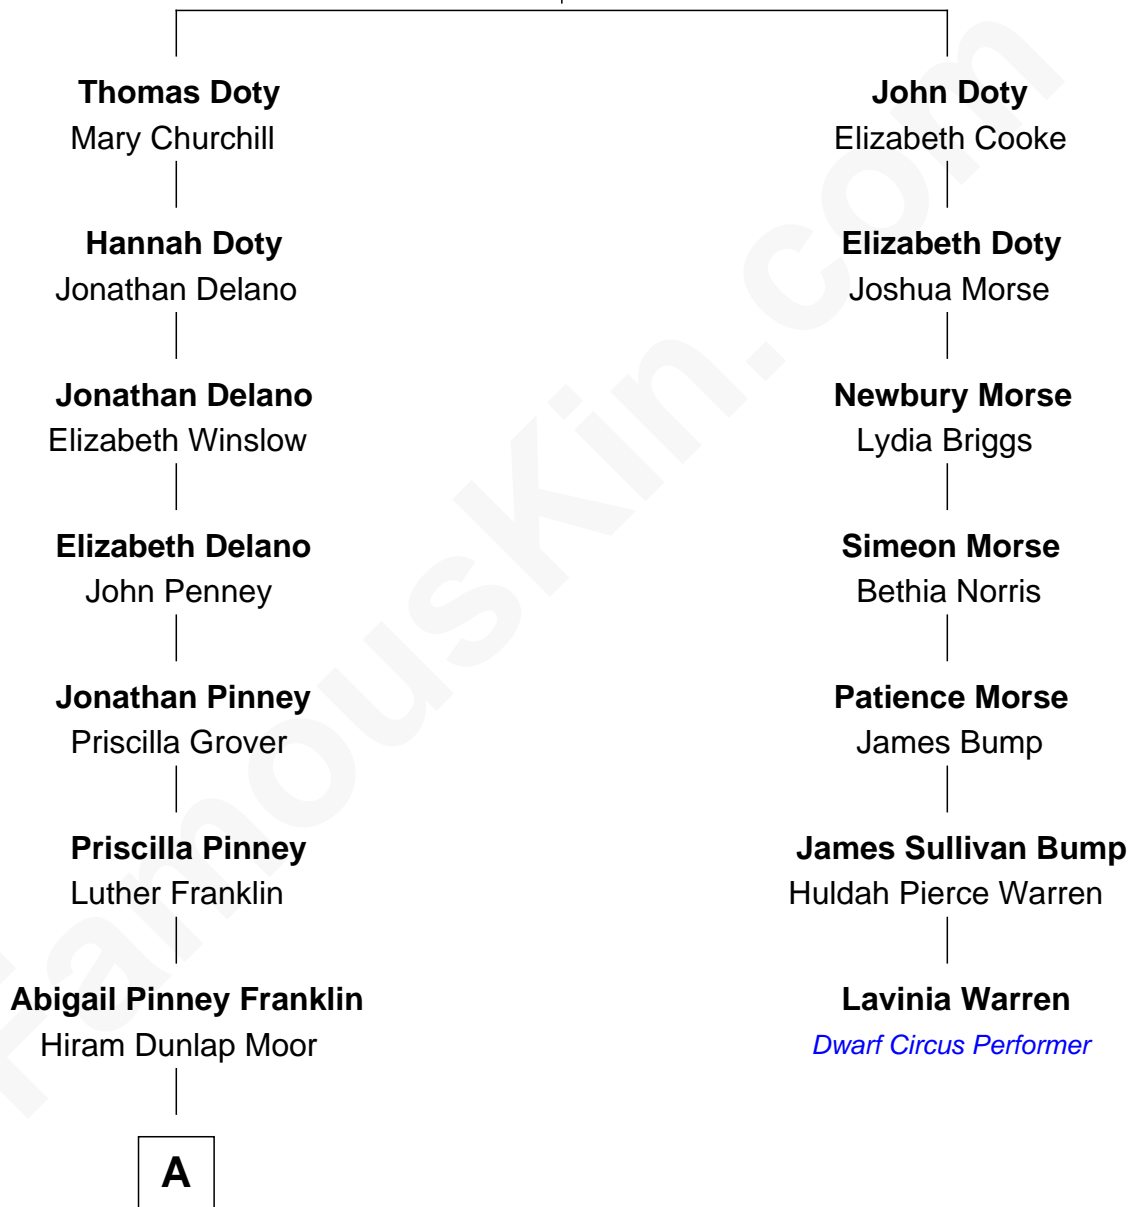 Thomas Doty
Mary Churchill
Hannah Doty
Jonathan Delano
Jonathan Delano
Elizabeth Winslow
Elizabeth Delano
John Penney
Jonathan Pinney
Priscilla Grover
Priscilla Pinney
Luther Franklin
Abigail Pinney Franklin
Hiram Dunlap Moor
A
John Doty
Elizabeth Cooke
Elizabeth Doty
Joshua Morse
Newbury Morse
Lydia Briggs
Simeon Morse
Bethia Norris
Patience Morse
James Bump
James Sullivan Bump
Huldah Pierce Warren
Lavinia Warren
Dwarf Circus Performer
FamousKin.com